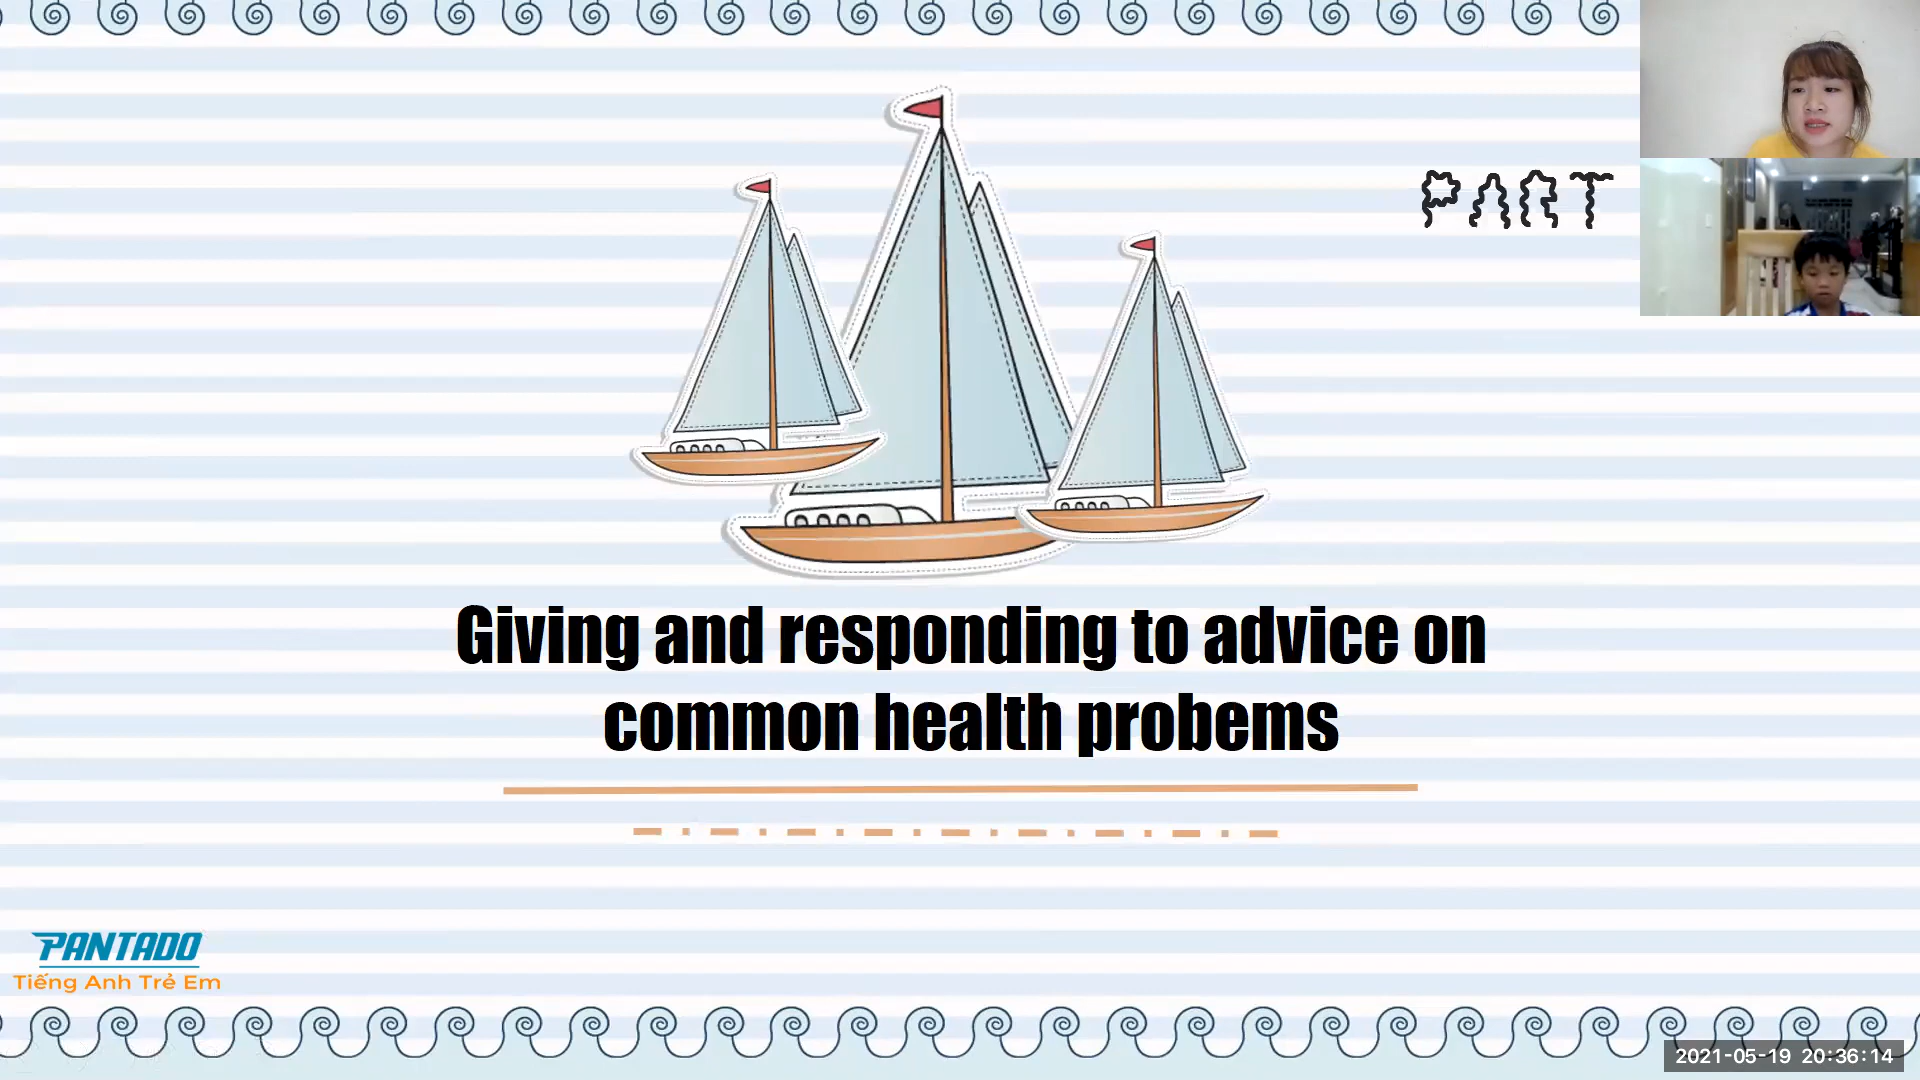 PART
Giving and responding to advice on
common health probems
PANTADO
Tiếng Anh Trẻ Em
2021-05-19 20:36:14